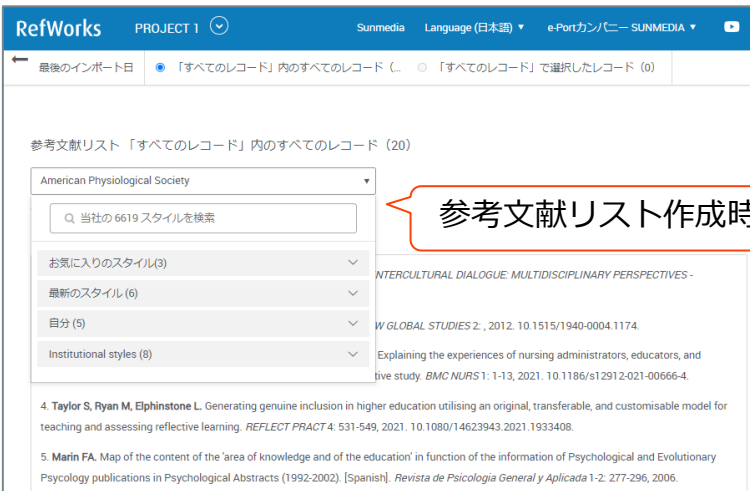 RefWorks PROJECT 1 Sunmedia Language (日本語) ▼ e-Portカンパニー SUNMEDIA ▼
最後のインポート日 「すべてのレコード」内のすべてのレコード（... 「すべてのレコード」で選択したレコード（0）
参考文献リスト 「すべてのレコード」内のすべてのレコード（20）
American Physiological Society
参考文献リスト作成時
当社の 6619 スタイルを検索
お気に入りのスタイル(3)
NTERCULTURAL DIALOGUE: MULTIDISCIPLINARY PERSPECTIVES -
最新のスタイル (6)
自分 (5)
W GLOBAL STUDIES 2: , 2012. 10.1515/1940-0004.1174.
Institutional styles (8)
Explaining the experiences of nursing administrators, educators, and
tive study. BMC NURS 1: 1-13, 2021. 10.1186/s12912-021-00666-4.
4. Taylor S, Ryan M, Elphinstone L. Generating genuine inclusion in higher education utilising an original, transferable, and customisable model for
teaching and assessing reflective learning. REFLECT PRACT 4: 531-549, 2021. 10.1080/14623943.2021.1933408.
5. Marin FA. Map of the content of the 'area of knowledge and of the education' in function of the information of Psychological and Evolutionary
Psycology publications in Psychological Abstracts (1992-2002). [Spanish]. Revista de Psicologia General y Aplicada 1-2: 277-296, 2006.